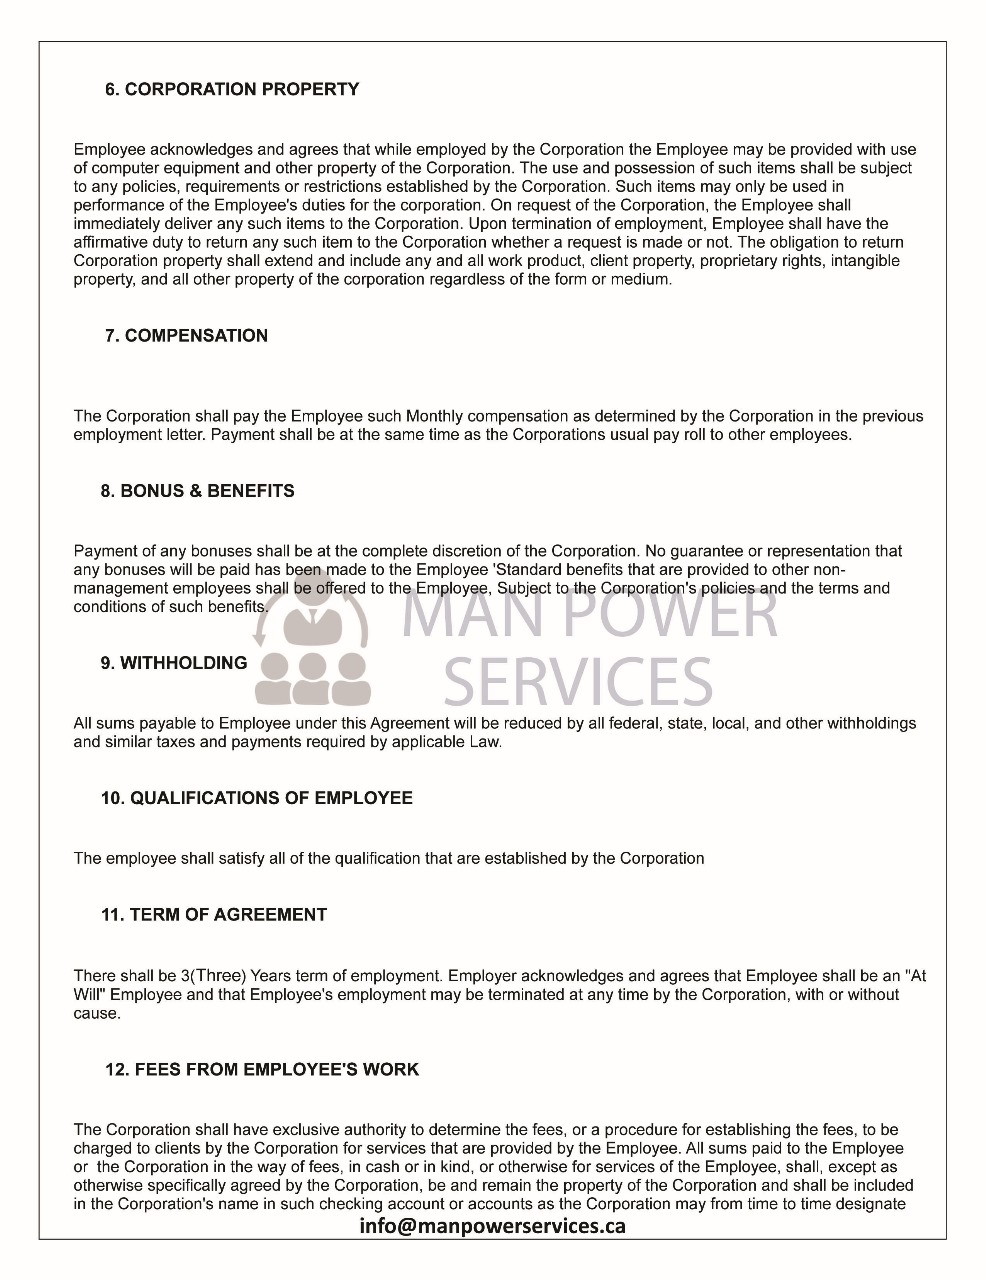 6. CORPORATION PROPERTY
Employee acknowledges and agrees that while employed by the Corporation the Employee may be provided with use
of computer equipment and other property of the Corporation. The use and possession of such items shall be subject
to any policies, requirements or restrictions established by the Corporation. Such items may only be used in
performance of the Employee's duties for the corporation. On request of the Corporation, the Employee shall
immediately deliver any such items to the Corporation. Upon termination of employment, Employee shall have the
affirmative duty to return any such item to the Corporation whether a request is made or not. The obligation to return
Corporation property shall extend and include any and all work product, client property, proprietary rights, intangible
property, and all other property of the corporation regardless of the form or medium.
7. COMPENSATION
The Corporation shall pay the Employee such Monthly compensation as determined by the Corporation in the previous
employment letter. Payment shall be at the same time as the Corporations usual pay roll to other employees.
8. BONUS & BENEFITS
Payment of any bonuses shall be at the complete discretion of the Corporation. No guarantee or representation that
any bonuses will be paid has been made to the Employee 'Standard benefits that are provided to other non-
management employees shall be offered to the Employee, Subject to the Corporation's policies and the terms and
conditions of such benefits.
MAN POWER
SERVICES
9. WITHHOLDING
All sums payable to Employee under this Agreement will be reduced by all federal, state, local, and other withholdings
and similar taxes and payments required by applicable Law.
10. QUALIFICATIONS OF EMPLOYEE
The employee shall satisfy all of the qualification that are established by the Corporation
11. TERM OF AGREEMENT
There shall be 3(Three) Years term of employment. Employer acknowledges and agrees that Employee shall be an "At
Will" Employee and that Employee's employment may be terminated at any time by the Corporation, with or without
cause.
12. FEES FROM EMPLOYEE'S WORK
The Corporation shall have exclusive authority to determine the fees, or a procedure for establishing the fees, to be
charged to clients by the Corporation for services that are provided by the Employee. All sums paid to the Employee
or the Corporation in the way of fees, in cash or in kind, or otherwise for services of the Employee, shall, except as
otherwise specifically agreed by the Corporation, be and remain the property of the Corporation and shall be included
in the Corporation's name in such checking account or accounts as the Corporation may from time to time designate
info@manpowerservices.ca